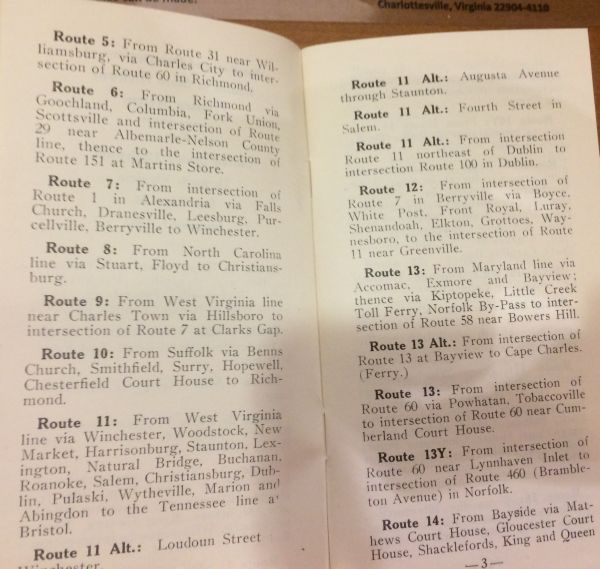 Charlottesville, Virginia 22904-4110
Route 5: From Route 31 near Wil-
liamsburg, via Charles City to inter-
section of Route 60 in Richmond.
Route 6: From Richmond via
Goochland, Columbia, Fork Union,
Scottsville and intersection of Route
29 near Albemarle-Nelson County
line, thence to the intersection of
Route 151 at Martins Store.
Route 7: From intersection of
Route 1 in Alexandria via Falls
Church, Dranesville, Leesburg, Pur-
cellville, Berryville to Winchester.
Route 8: From North Carolina
line via Stuart, Floyd to Christians-
burg.
Route 9: From West Virginia line
near Charles Town via Hillsboro to
intersection of Route 7 at Clarks Gap.
Route 10: From Suffolk via Benns
Church, Smithfield, Surry, Hopewell,
Chesterfield Court House to Rich-
mond.
Route 11: From West Virginia
line via Winchester, Woodstock, New
Market, Harrisonburg, Staunton, Lex-
ington, Natural Bridge, Buchanan,
Roanoke, Salem, Christiansburg, Dub-
lin, Pulaski, Wytheville, Marion and
Abingdon to the Tennessee line at
Bristol.
Route 11 Alt.: Loudoun Street
Winchester.
Route 11 Alt.: Augusta Avenue
through Staunton.
Route 11 Alt.: Fourth Street in
Salem.
Route 11 Alt.: From intersection
Route 11 northeast of Dublin to
intersection Route 100 in Dublin.
Route 12: From intersection of
Route 7 in Berryville via Boyce,
White Post, Front Royal, Luray,
Shenandoah, Elkton, Grottoes, Way-
nesboro, to the intersection of Route
11 near Greenville.
Route 13: From Maryland line via
Accomac, Exmore and Bayview;
thence via Kiptopeke, Little Creek
Toll Ferry, Norfolk By-Pass to inter-
section of Route 58 near Bowers Hill.
Route 13 Alt.: From intersection of
Route 13 at Bayview to Cape Charles.
(Ferry.)
Route 13: From intersection of
Route 60 via Powhatan, Tobaccoville
to intersection of Route 60 near Cum-
berland Court House.
Route 13Y: From intersection of
Route 60 near Lynnhaven Inlet to
intersection of Route 460 (Bramble-
ton Avenue) in Norfolk.
Route 14: From Bayside via Mat-
hews Court House, Gloucester Court
House, Shacklefords, King and Queen
—3—